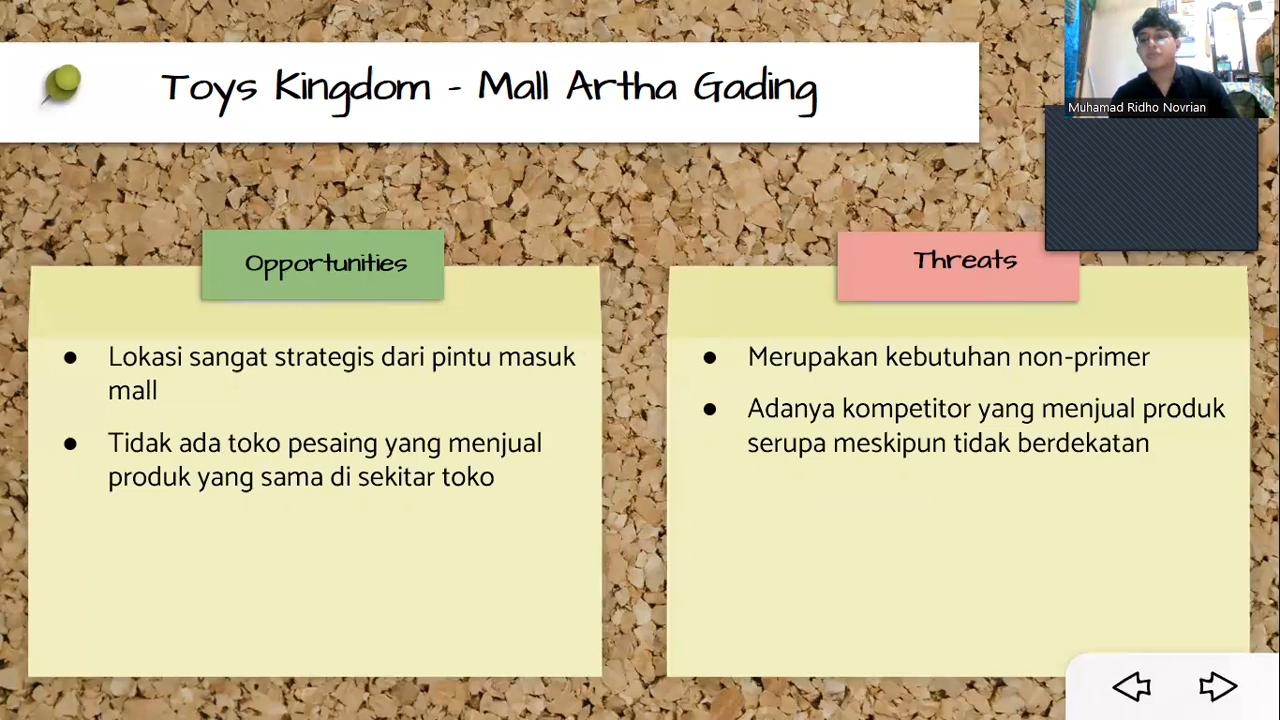 Toys Kingdom - Mall Artha Gading
Muhamad Ridho Novrian
Opportunities
Lokasi sangat strategis dari pintu masuk
mall
Tidak ada toko pesaing yang menjual
produk yang sama di sekitar toko
Threats
Merupakan kebutuhan non-primer
Adanya kompetitor yang menjual produk
serupa meskipun tidak berdekatan